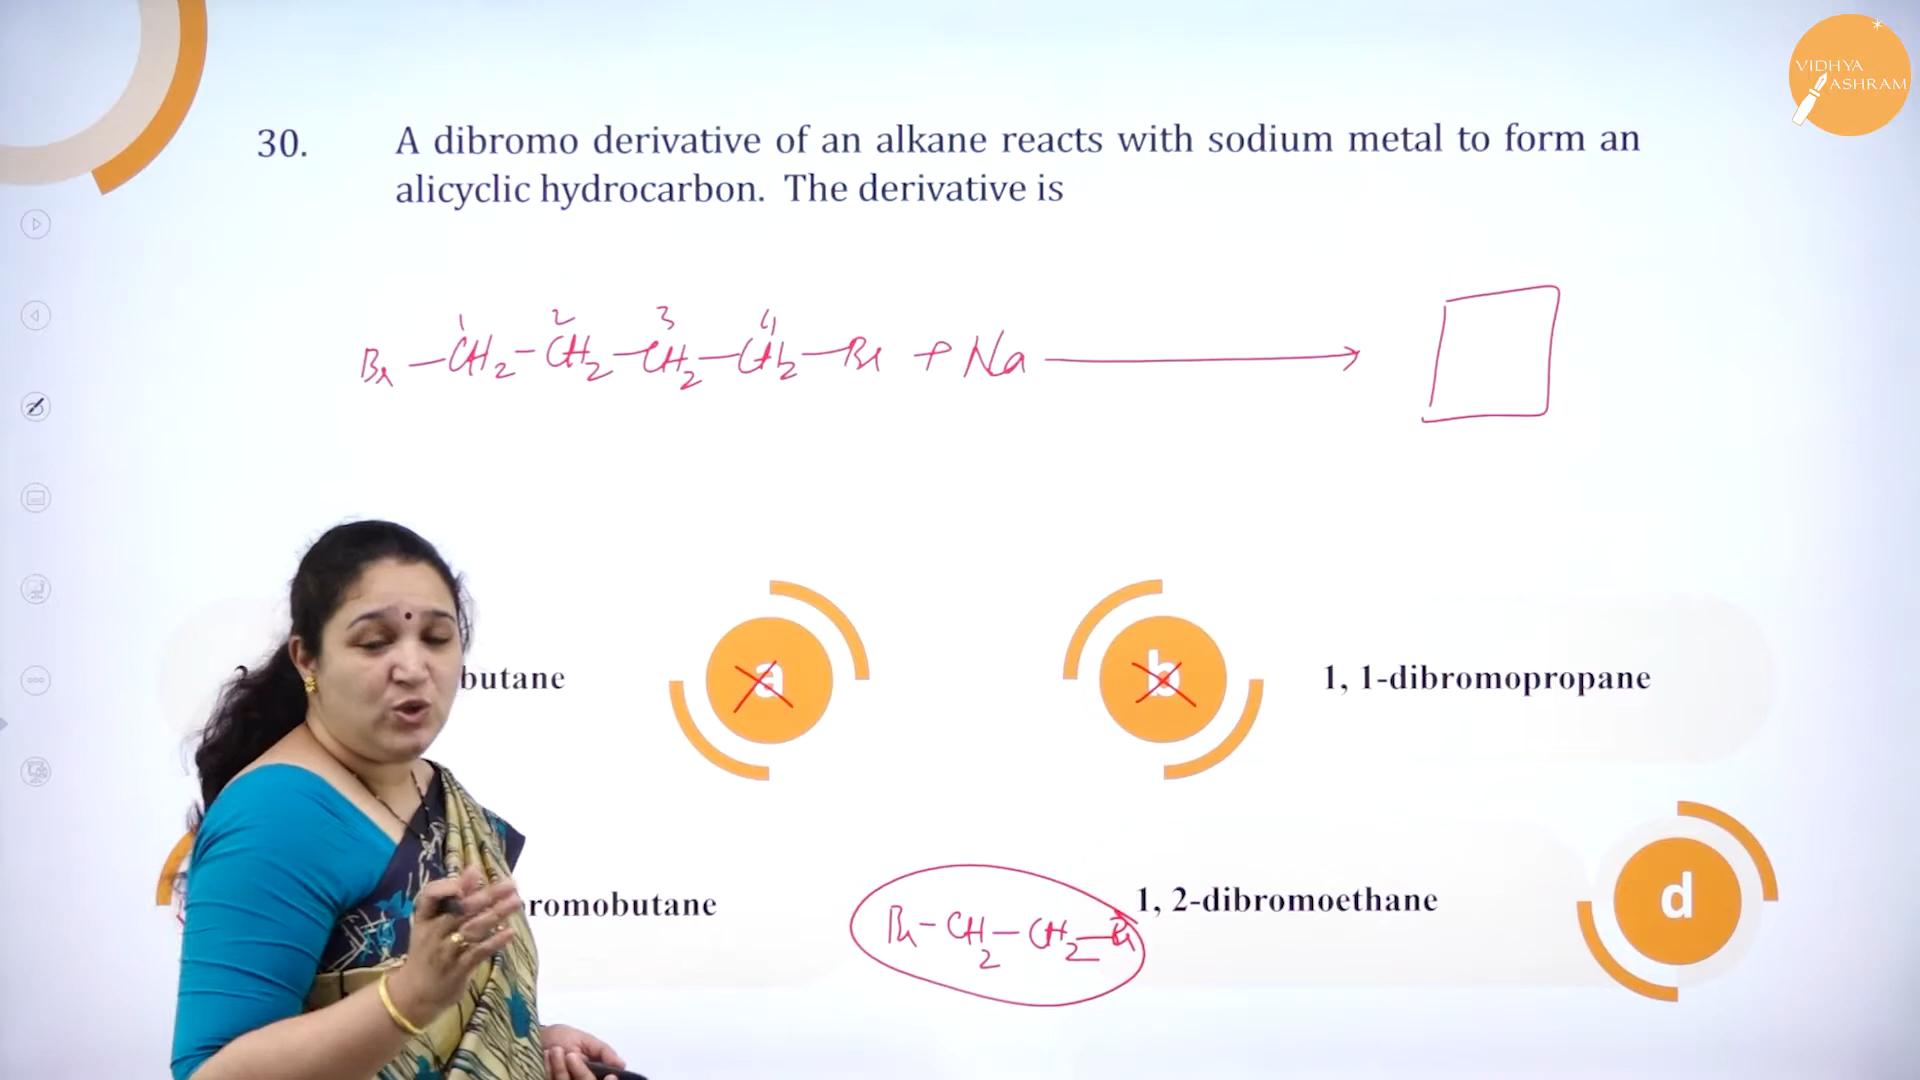 VIDHYA
ASHRAM
30. A dibromo derivative of an alkane reacts with sodium metal to form an
alicyclic hydrocarbon. The derivative is
1 2 3 4
Br - CH2 - CH2 - CH2 - CH2 - Br + Na
butane
a
b
1, 1-dibromopropane
romobutane
Br - CH2 - CH2 - Br
1, 2-dibromoethane
d